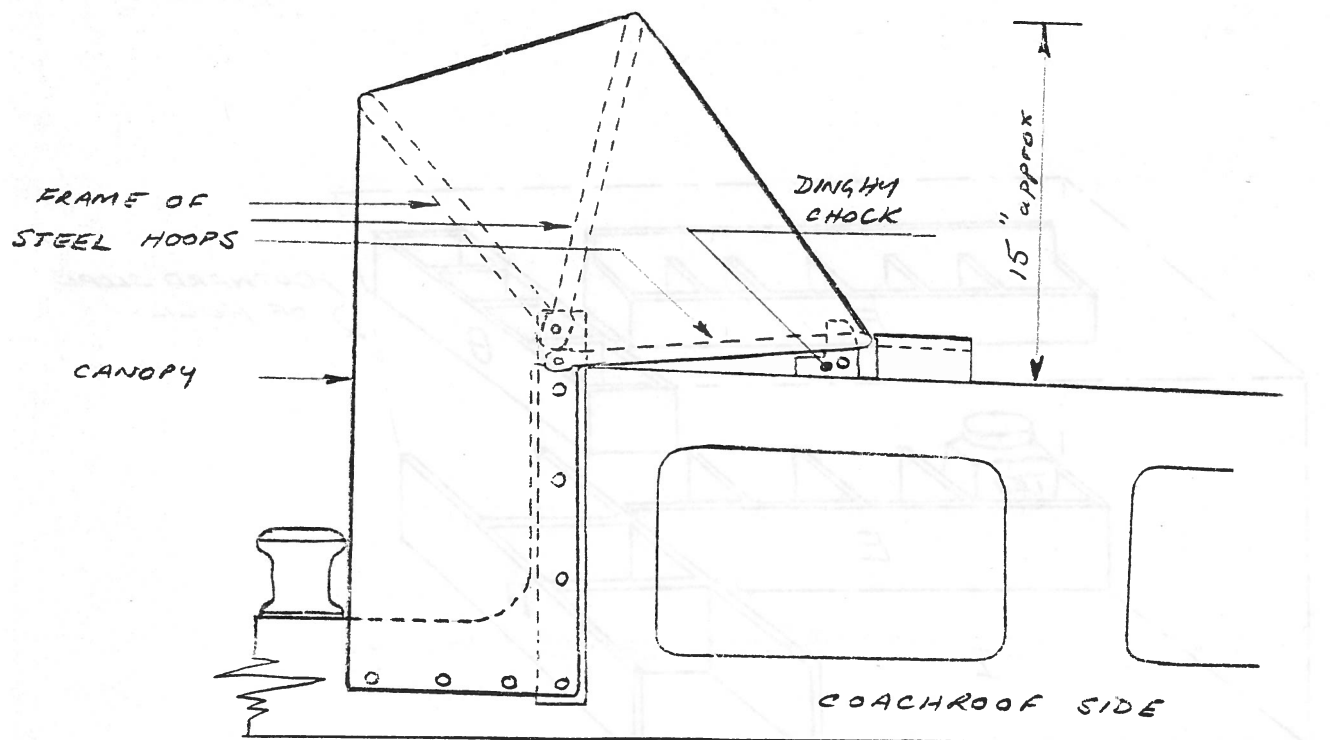 FRAME OF
STEEL HOOPS
DINGHY
CHOCK
15" approx
CANOPY
COACHROOF SIDE